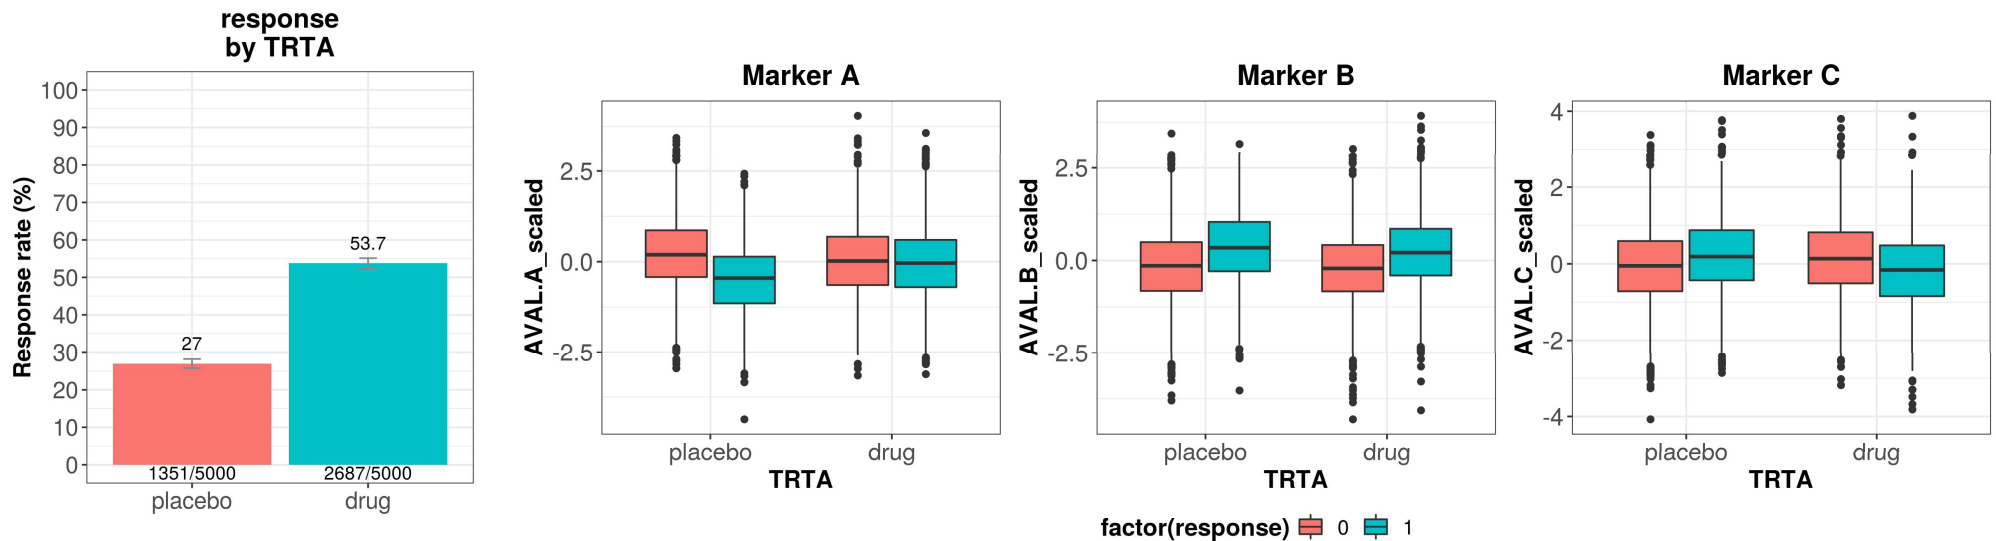 response
by TRTA
Response rate (%)
100
90
80
70
60
50
40
30
20
10
0
27
53.7
1351/5000
2687/5000
placebo
drug
Marker A
AVAL.A_scaled
2.5
0.0
-2.5
placebo
drug
TRTA
Marker B
AVAL.B_scaled
2.5
0.0
-2.5
placebo
drug
TRTA
Marker C
AVAL.C_scaled
4
2
0
-2
-4
placebo
drug
TRTA
factor(response) 0 1